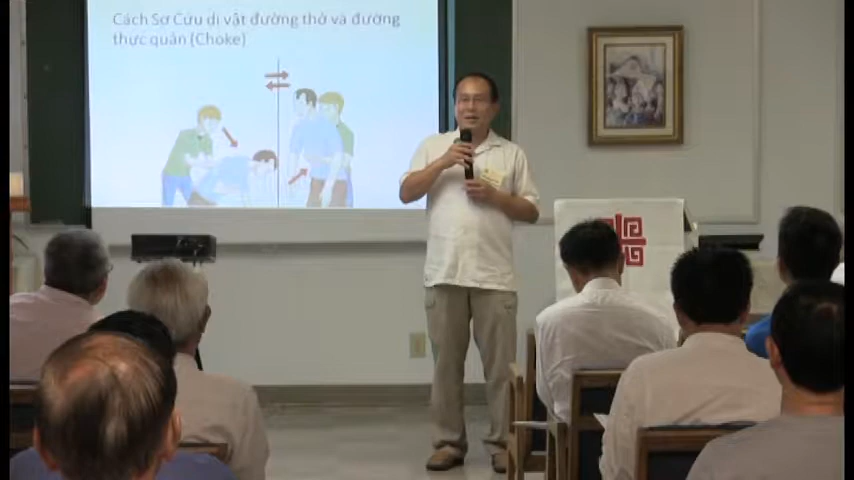 Cách Sơ Cứu dị vật đường thở và đường
thực quản (Choke)